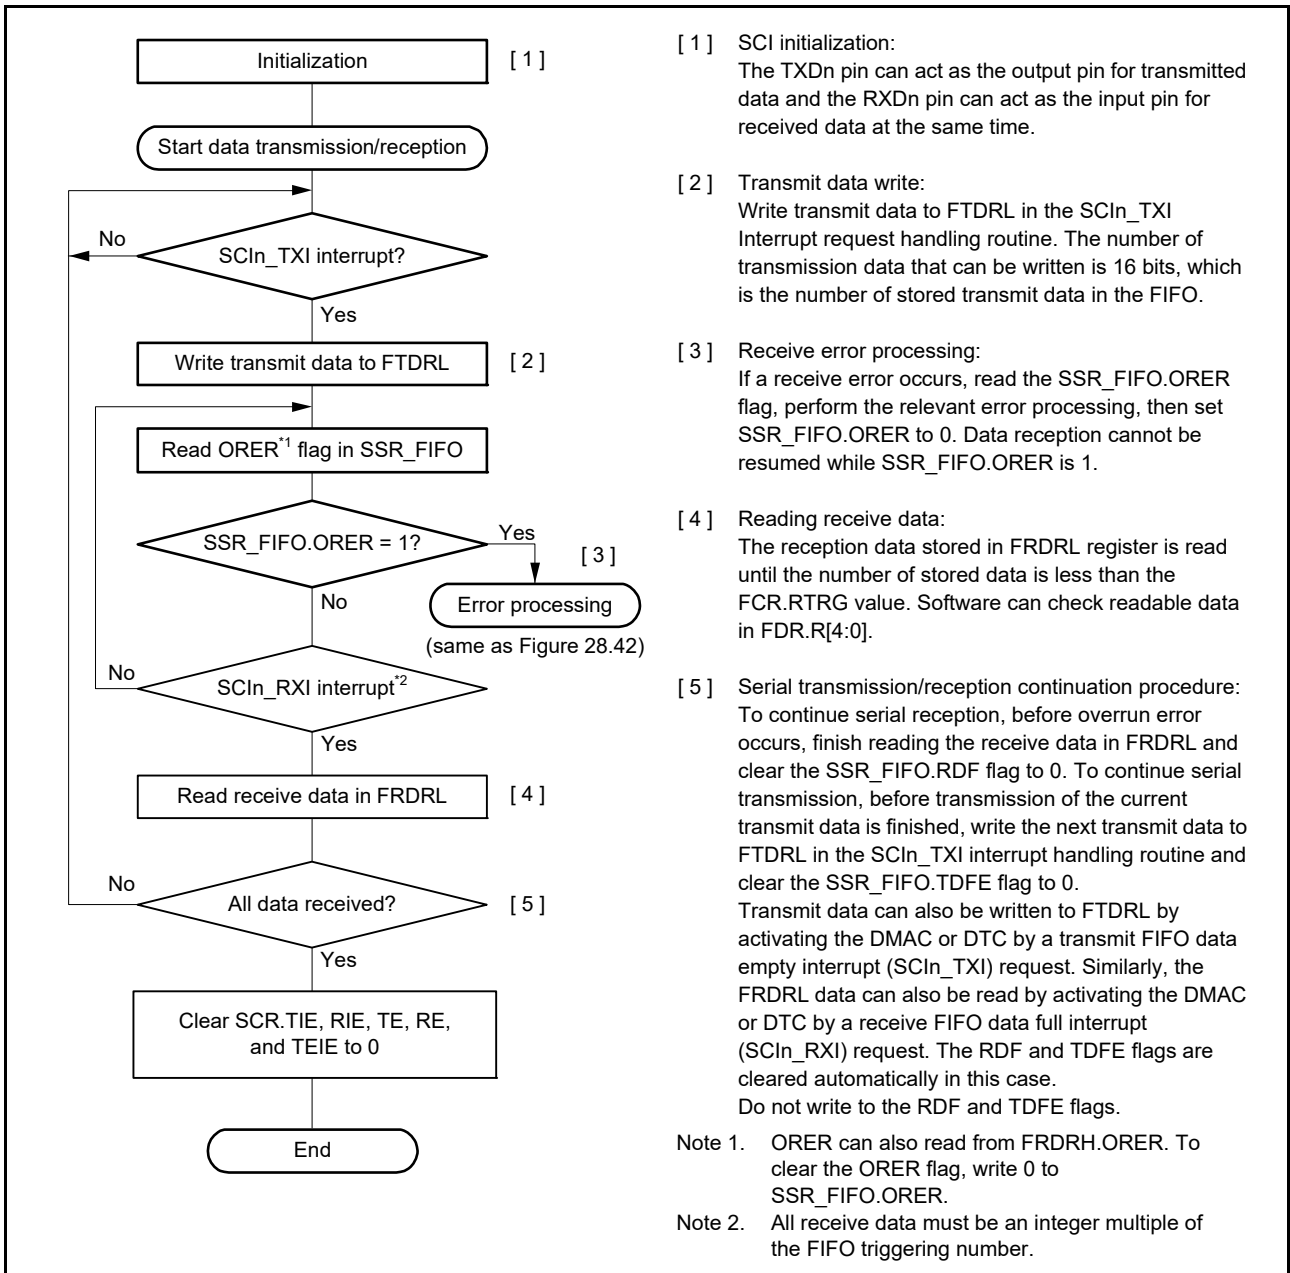 Initialization [ 1 ]
Start data transmission/reception
No
SCIn_TXI interrupt?
Yes
Write transmit data to FTDRL [ 2 ]
Read ORER*1 flag in SSR_FIFO
SSR_FIFO.ORER = 1?
Yes
[ 3 ]
No
Error processing
(same as Figure 28.42)
No
SCIn_RXI interrupt*2
Yes
Read receive data in FRDRL [ 4 ]
No
All data received? [ 5 ]
Yes
Clear SCR.TIE, RIE, TE, RE,
and TEIE to 0
End
[ 1 ] SCI initialization:
The TXDn pin can act as the output pin for transmitted
data and the RXDn pin can act as the input pin for
received data at the same time.
[ 2 ] Transmit data write:
Write transmit data to FTDRL in the SCIn_TXI
Interrupt request handling routine. The number of
transmission data that can be written is 16 bits, which
is the number of stored transmit data in the FIFO.
[ 3 ] Receive error processing:
If a receive error occurs, read the SSR_FIFO.ORER
flag, perform the relevant error processing, then set
SSR_FIFO.ORER to 0. Data reception cannot be
resumed while SSR_FIFO.ORER is 1.
[ 4 ] Reading receive data:
The reception data stored in FRDRL register is read
until the number of stored data is less than the
FCR.RTRG value. Software can check readable data
in FDR.R[4:0].
[ 5 ] Serial transmission/reception continuation procedure:
To continue serial reception, before overrun error
occurs, finish reading the receive data in FRDRL and
clear the SSR_FIFO.RDF flag to 0. To continue serial
transmission, before transmission of the current
transmit data is finished, write the next transmit data to
FTDRL in the SCIn_TXI interrupt handling routine and
clear the SSR_FIFO.TDFE flag to 0.
Transmit data can also be written to FTDRL by
activating the DMAC or DTC by a transmit FIFO data
empty interrupt (SCIn_TXI) request. Similarly, the
FRDRL data can also be read by activating the DMAC
or DTC by a receive FIFO data full interrupt
(SCIn_RXI) request. The RDF and TDFE flags are
cleared automatically in this case.
Do not write to the RDF and TDFE flags.
Note 1. ORER can also read from FRDRH.ORER. To
clear the ORER flag, write 0 to
SSR_FIFO.ORER.
Note 2. All receive data must be an integer multiple of
the FIFO triggering number.